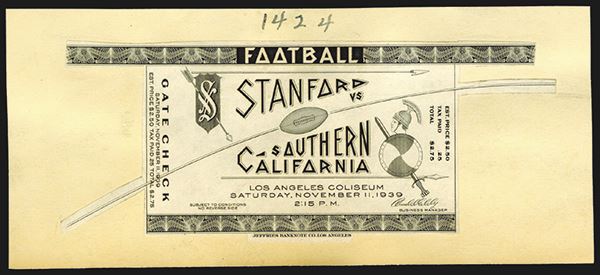 1424
FOOTBALL
GATE CHECK
SATURDAY, NOVEMBER 11, 1939
EST. PRICE $2.50 TAX PAID 25 TOTAL $2.75
S
STANFORD
VS
SOUTHERN
CALIFORNIA
LOS ANGELES COLISEUM
SATURDAY, NOVEMBER 11, 1939
2:15 P.M.
SUBJECT TO CONDITIONS
ON REVERSE SIDE
BUSINESS MANAGER
EST. PRICE $2.50
TAX PAID 25
TOTAL $2.75
JEFFRIES BANKNOTE CO. LOS ANGELES